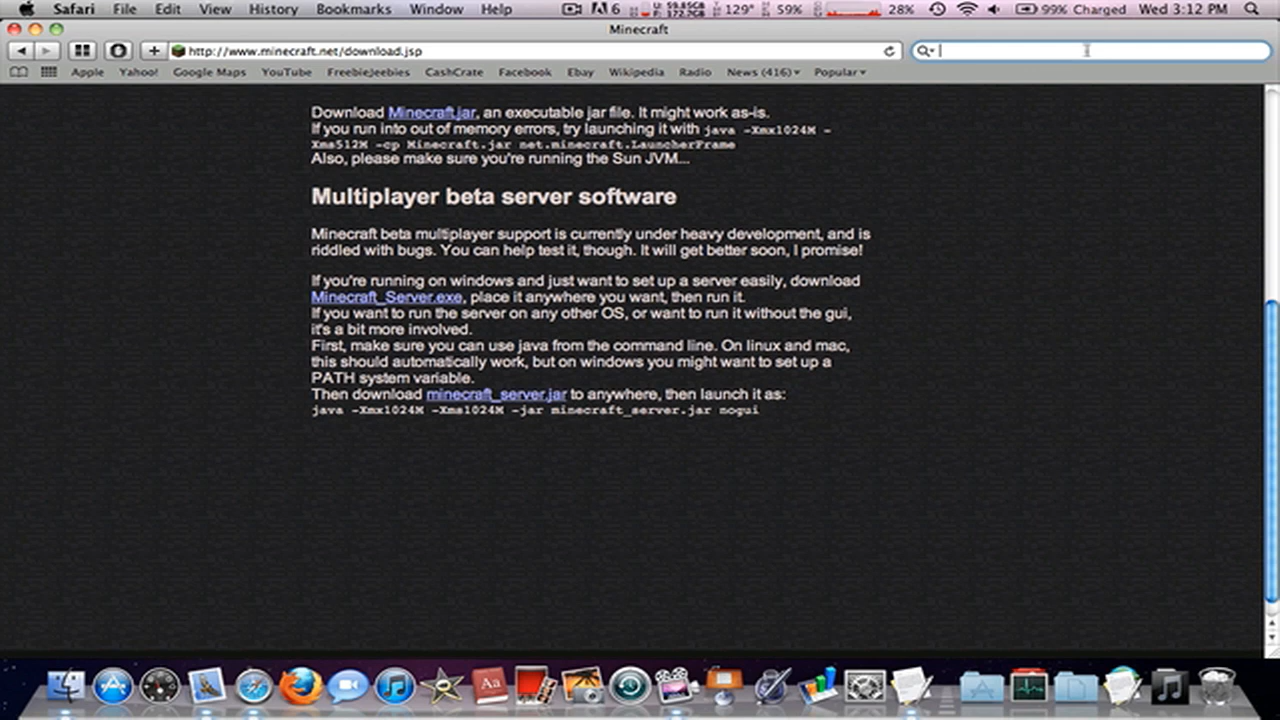 Safari File Edit View History Bookmarks Window Help 6 129° 59% 28% 99% Charged Wed 3:12 PM
Minecraft
http://www.minecraft.net/download.jsp
Apple Yahoo! Google Maps YouTube FreebieJeebies CashCrate Facebook Ebay Wikipedia Radio News (416) Popular
Download Minecraft.jar, an executable jar file. It might work as-is.
If you run into out of memory errors, try launching it with java -Xmx1024M -
Xms512M -cp Minecraft.jar net.minecraft.LauncherFrame
Also, please make sure you're running the Sun JVM...
Multiplayer beta server software
Minecraft beta multiplayer support is currently under heavy development, and is
riddled with bugs. You can help test it, though. It will get better soon, I promise!
If you're running on windows and just want to set up a server easily, download
Minecraft_Server.exe, place it anywhere you want, then run it.
If you want to run the server on any other OS, or want to run it without the gui,
it's a bit more involved.
First, make sure you can use java from the command line. On linux and mac,
this should automatically work, but on windows you might want to set up a
PATH system variable.
Then download minecraft_server.jar to anywhere, then launch it as:
java -Xmx1024M -Xms1024M -jar minecraft_server.jar nogui
Aa